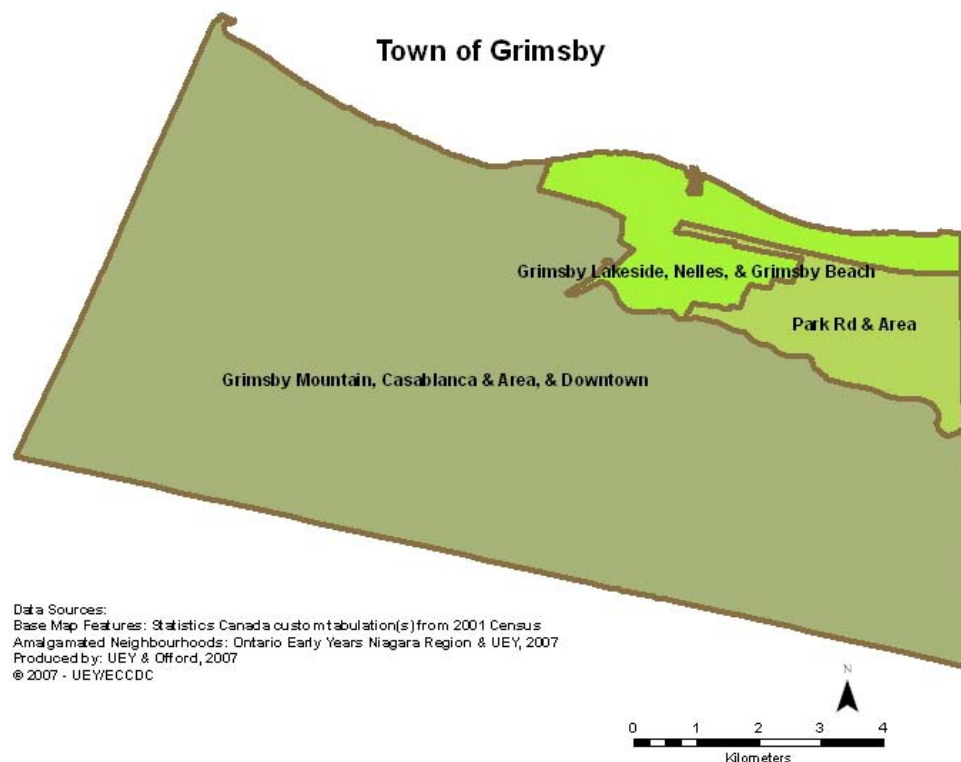 Town of Grimsby
Grimsby Lakeside, Nelles, & Grimsby Beach
Park Rd & Area
Grimsby Mountain, Casablanca & Area, & Downtown
Data Sources:
Base Map Features: Statistics Canada custom tabulation(s) from 2001 Census
Amalgamated Neighbourhoods: Ontario Early Years Niagara Region & UEY, 2007
Produced by: UEY & Offord, 2007
© 2007 - UEY/ECCDC
N
0 1 2 3 4
Kilometers